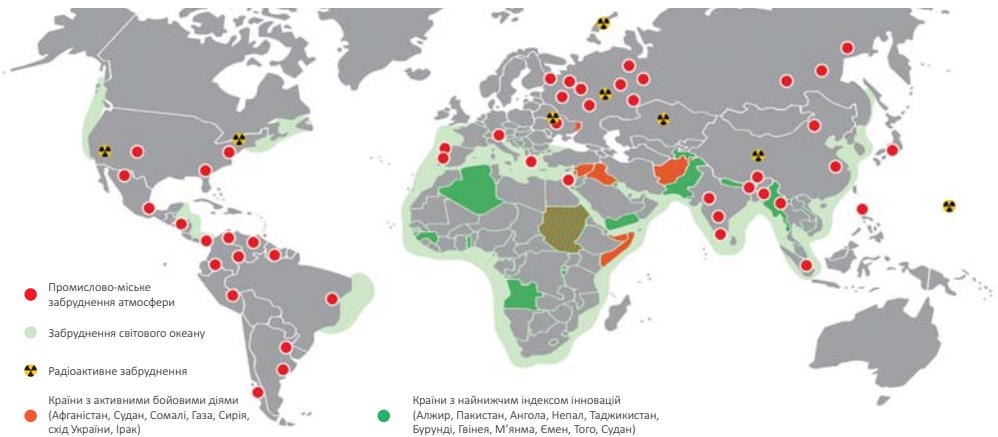 Промислово-міське
забруднення атмосфери
Забруднення світового океану
Радіоактивне забруднення
Країни з активними бойовими діями
(Афганістан, Судан, Сомалі, Газа, Сирія,
схід України, Ірак)
Країни з найнижчим індексом інновацій
(Алжир, Пакистан, Ангола, Непал, Таджикистан,
Бурунді, Гвінея, М’янма, Ємен, Того, Судан)